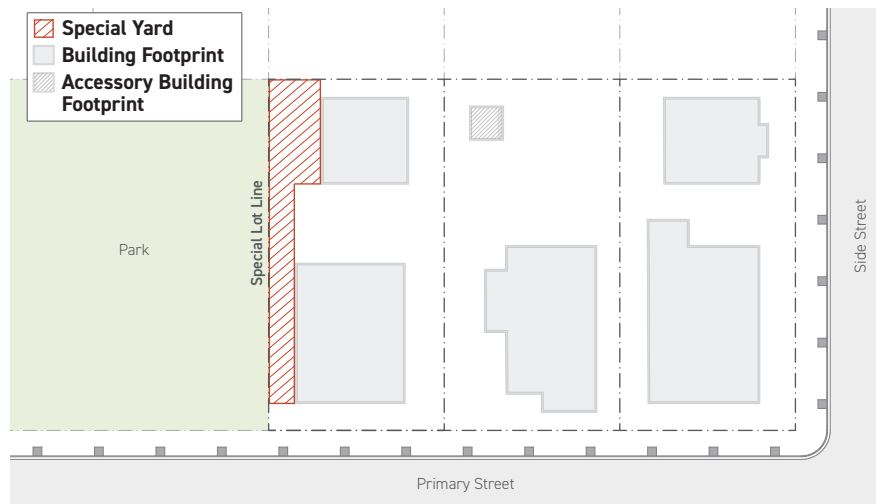 Special Yard
Building Footprint
Accessory Building
Footprint
Special Lot Line
Park
Side Street
Primary Street